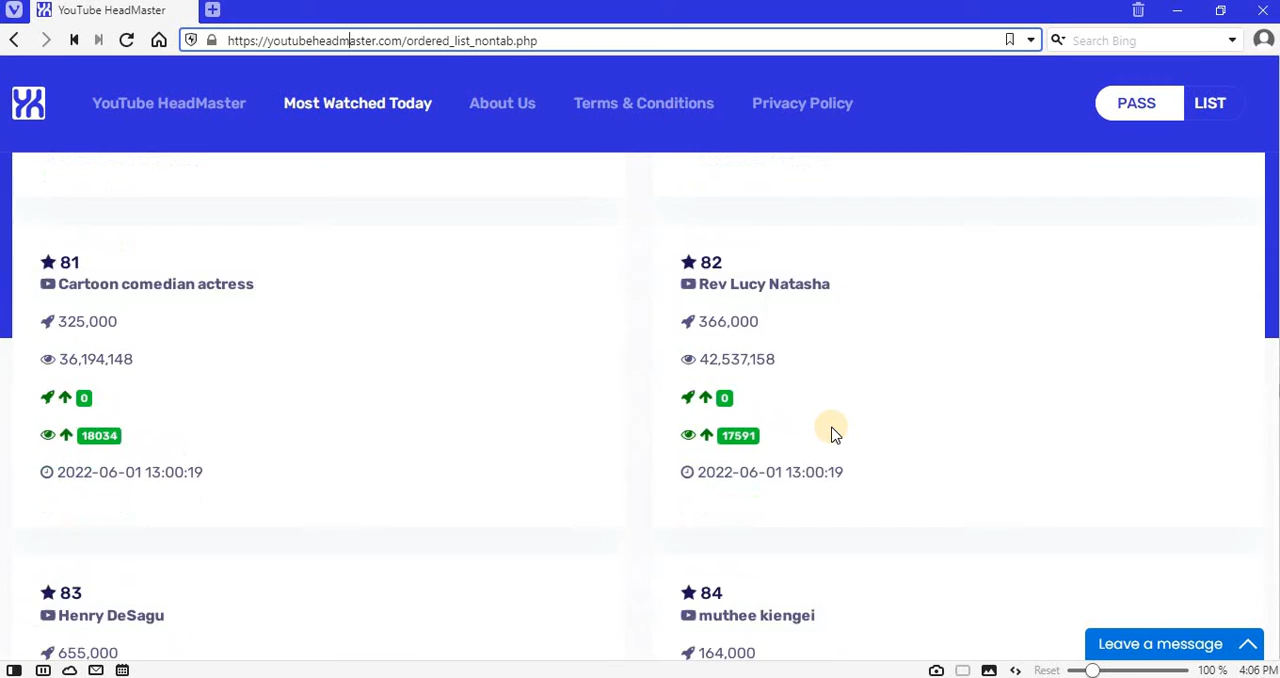 YouTube HeadMaster
https://youtubeheadmaster.com/ordered_list_nontab.php
Search Bing
YouTube HeadMaster
Most Watched Today
About Us
Terms & Conditions
Privacy Policy
PASS
LIST
81
Cartoon comedian actress
325,000
36,194,148
0
18034
2022-06-01 13:00:19
82
Rev Lucy Natasha
366,000
42,537,158
0
17591
2022-06-01 13:00:19
83
Henry DeSagu
655,000
84
muthee kiengei
164,000
Leave a message
Reset
100 %
4:06 PM